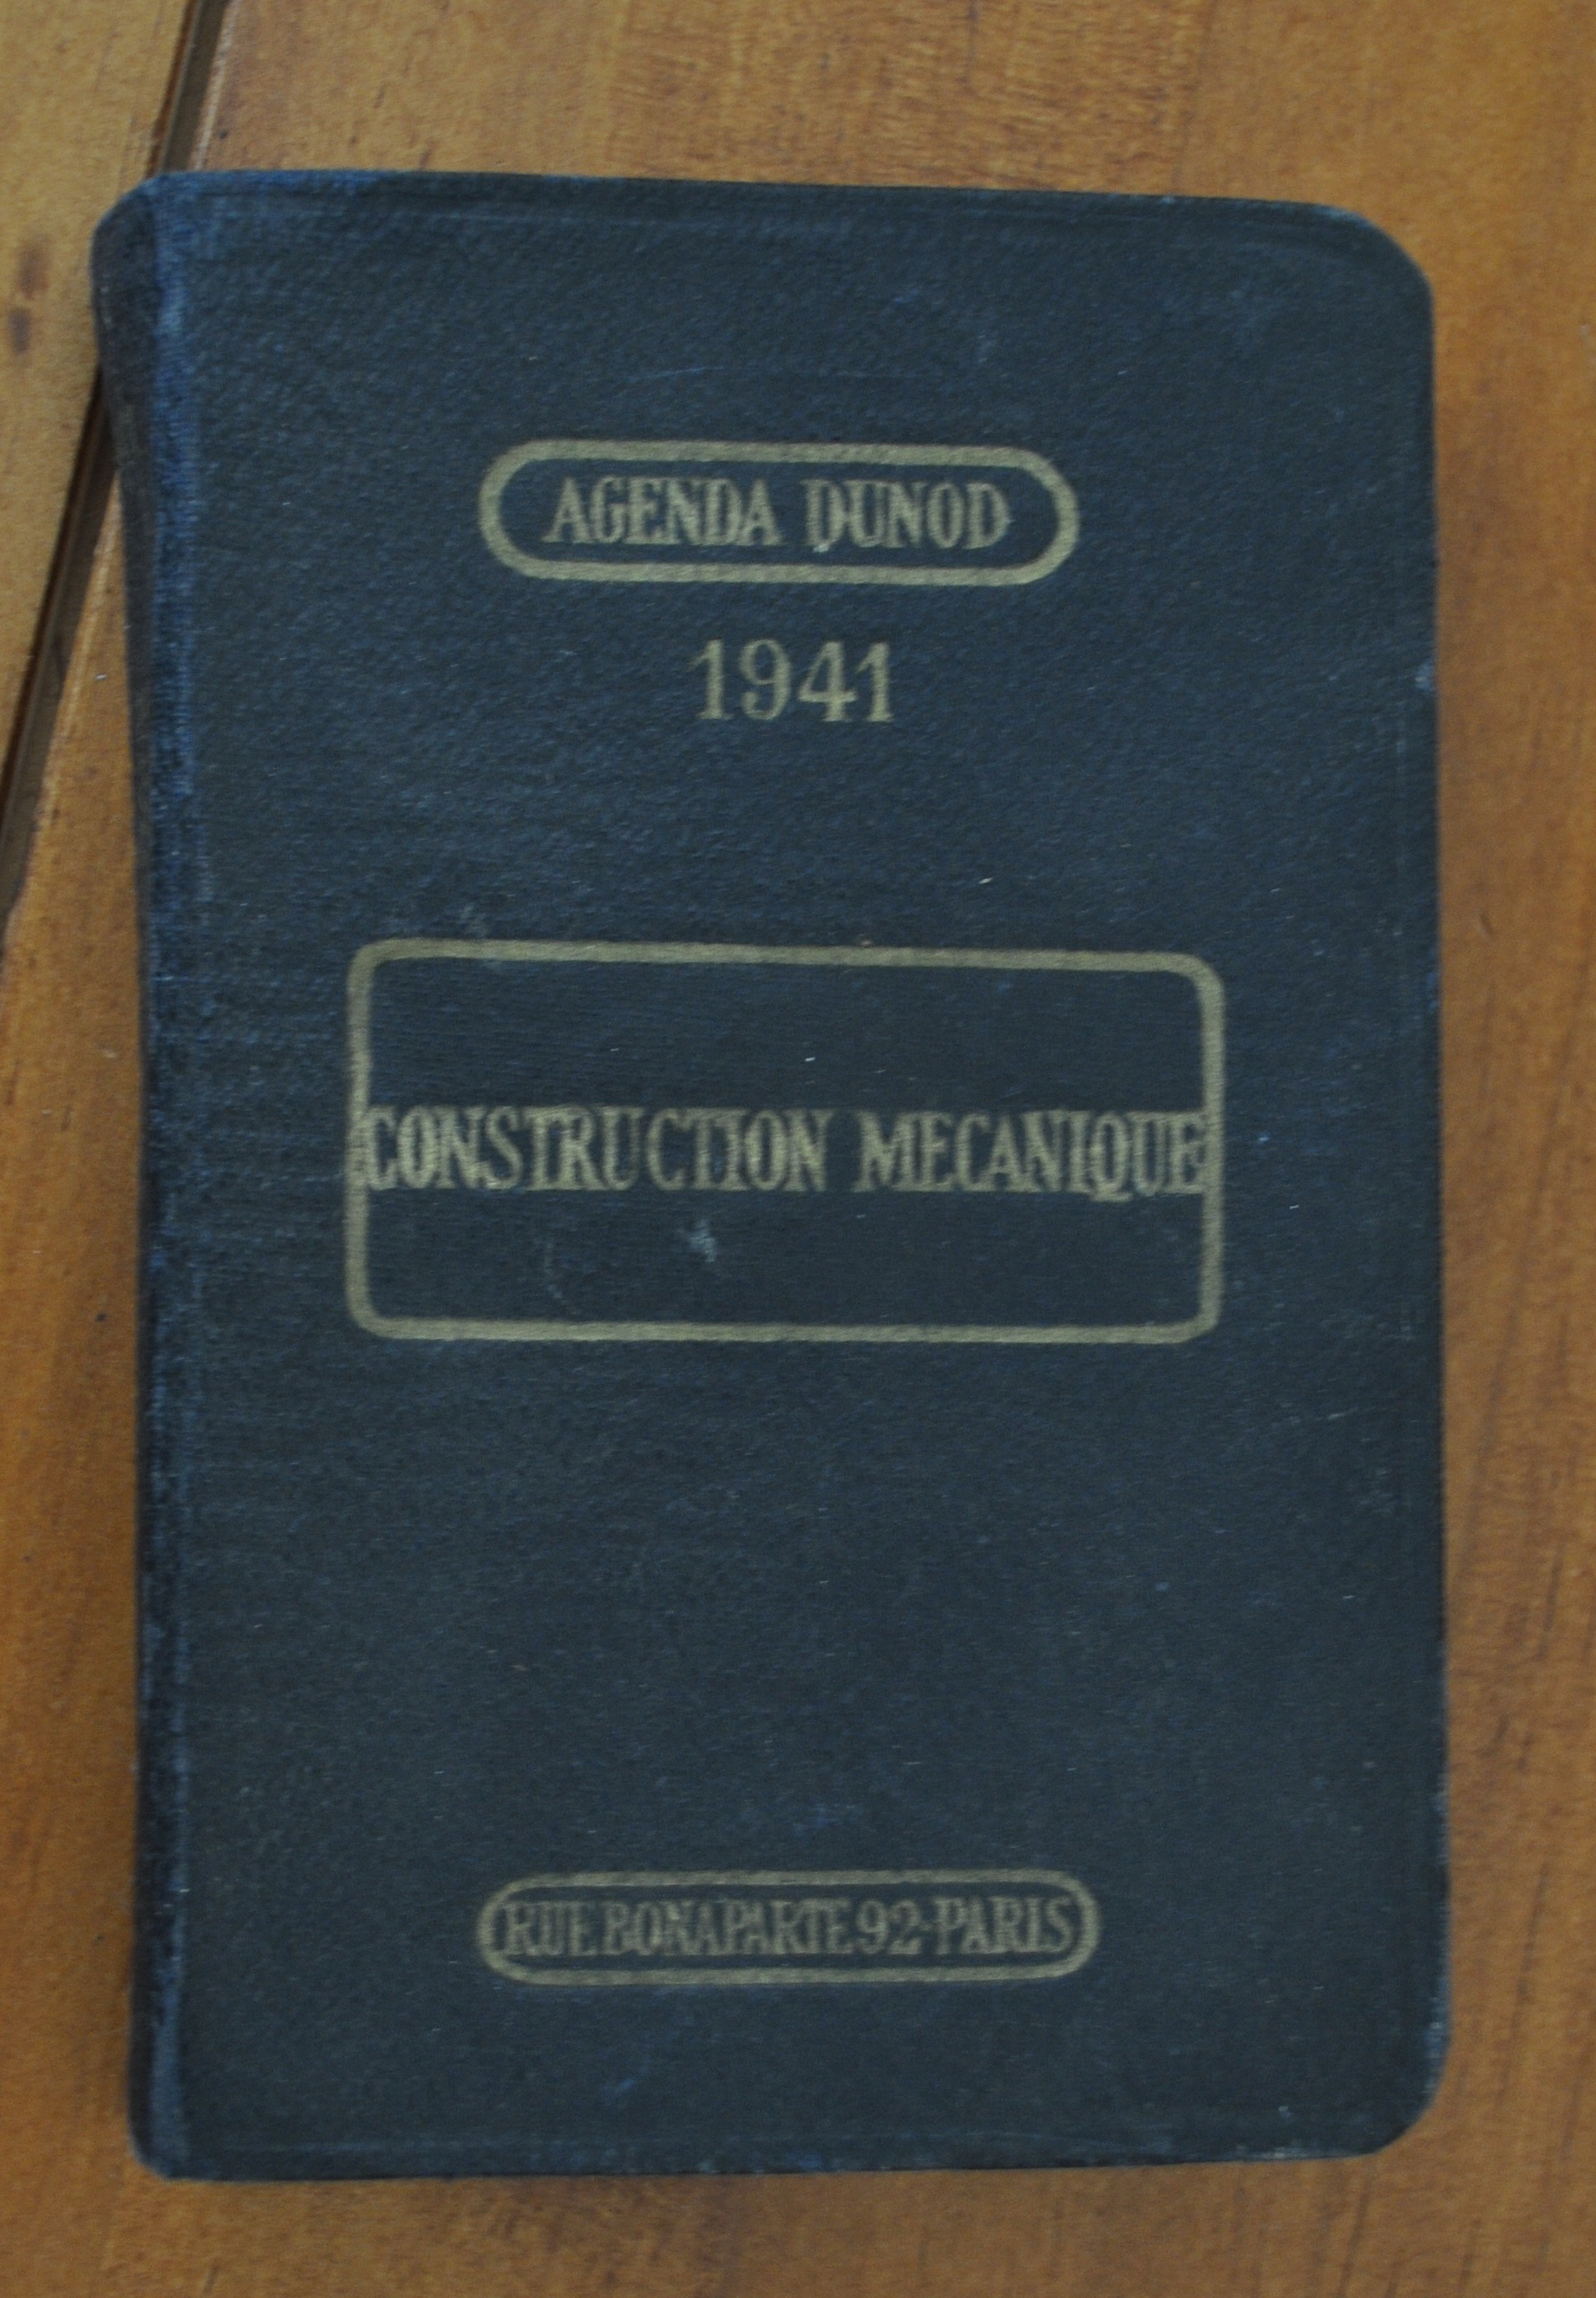 AGENDA DUNOD
1941
CONSTRUCTION MECANIQUE
RUE BONAPARTE 92-PARIS